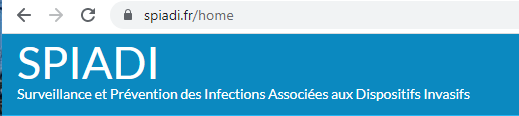 spiadi.fr/home
SPIADI
Surveillance et Prévention des Infections Associées aux Dispositifs Invasifs